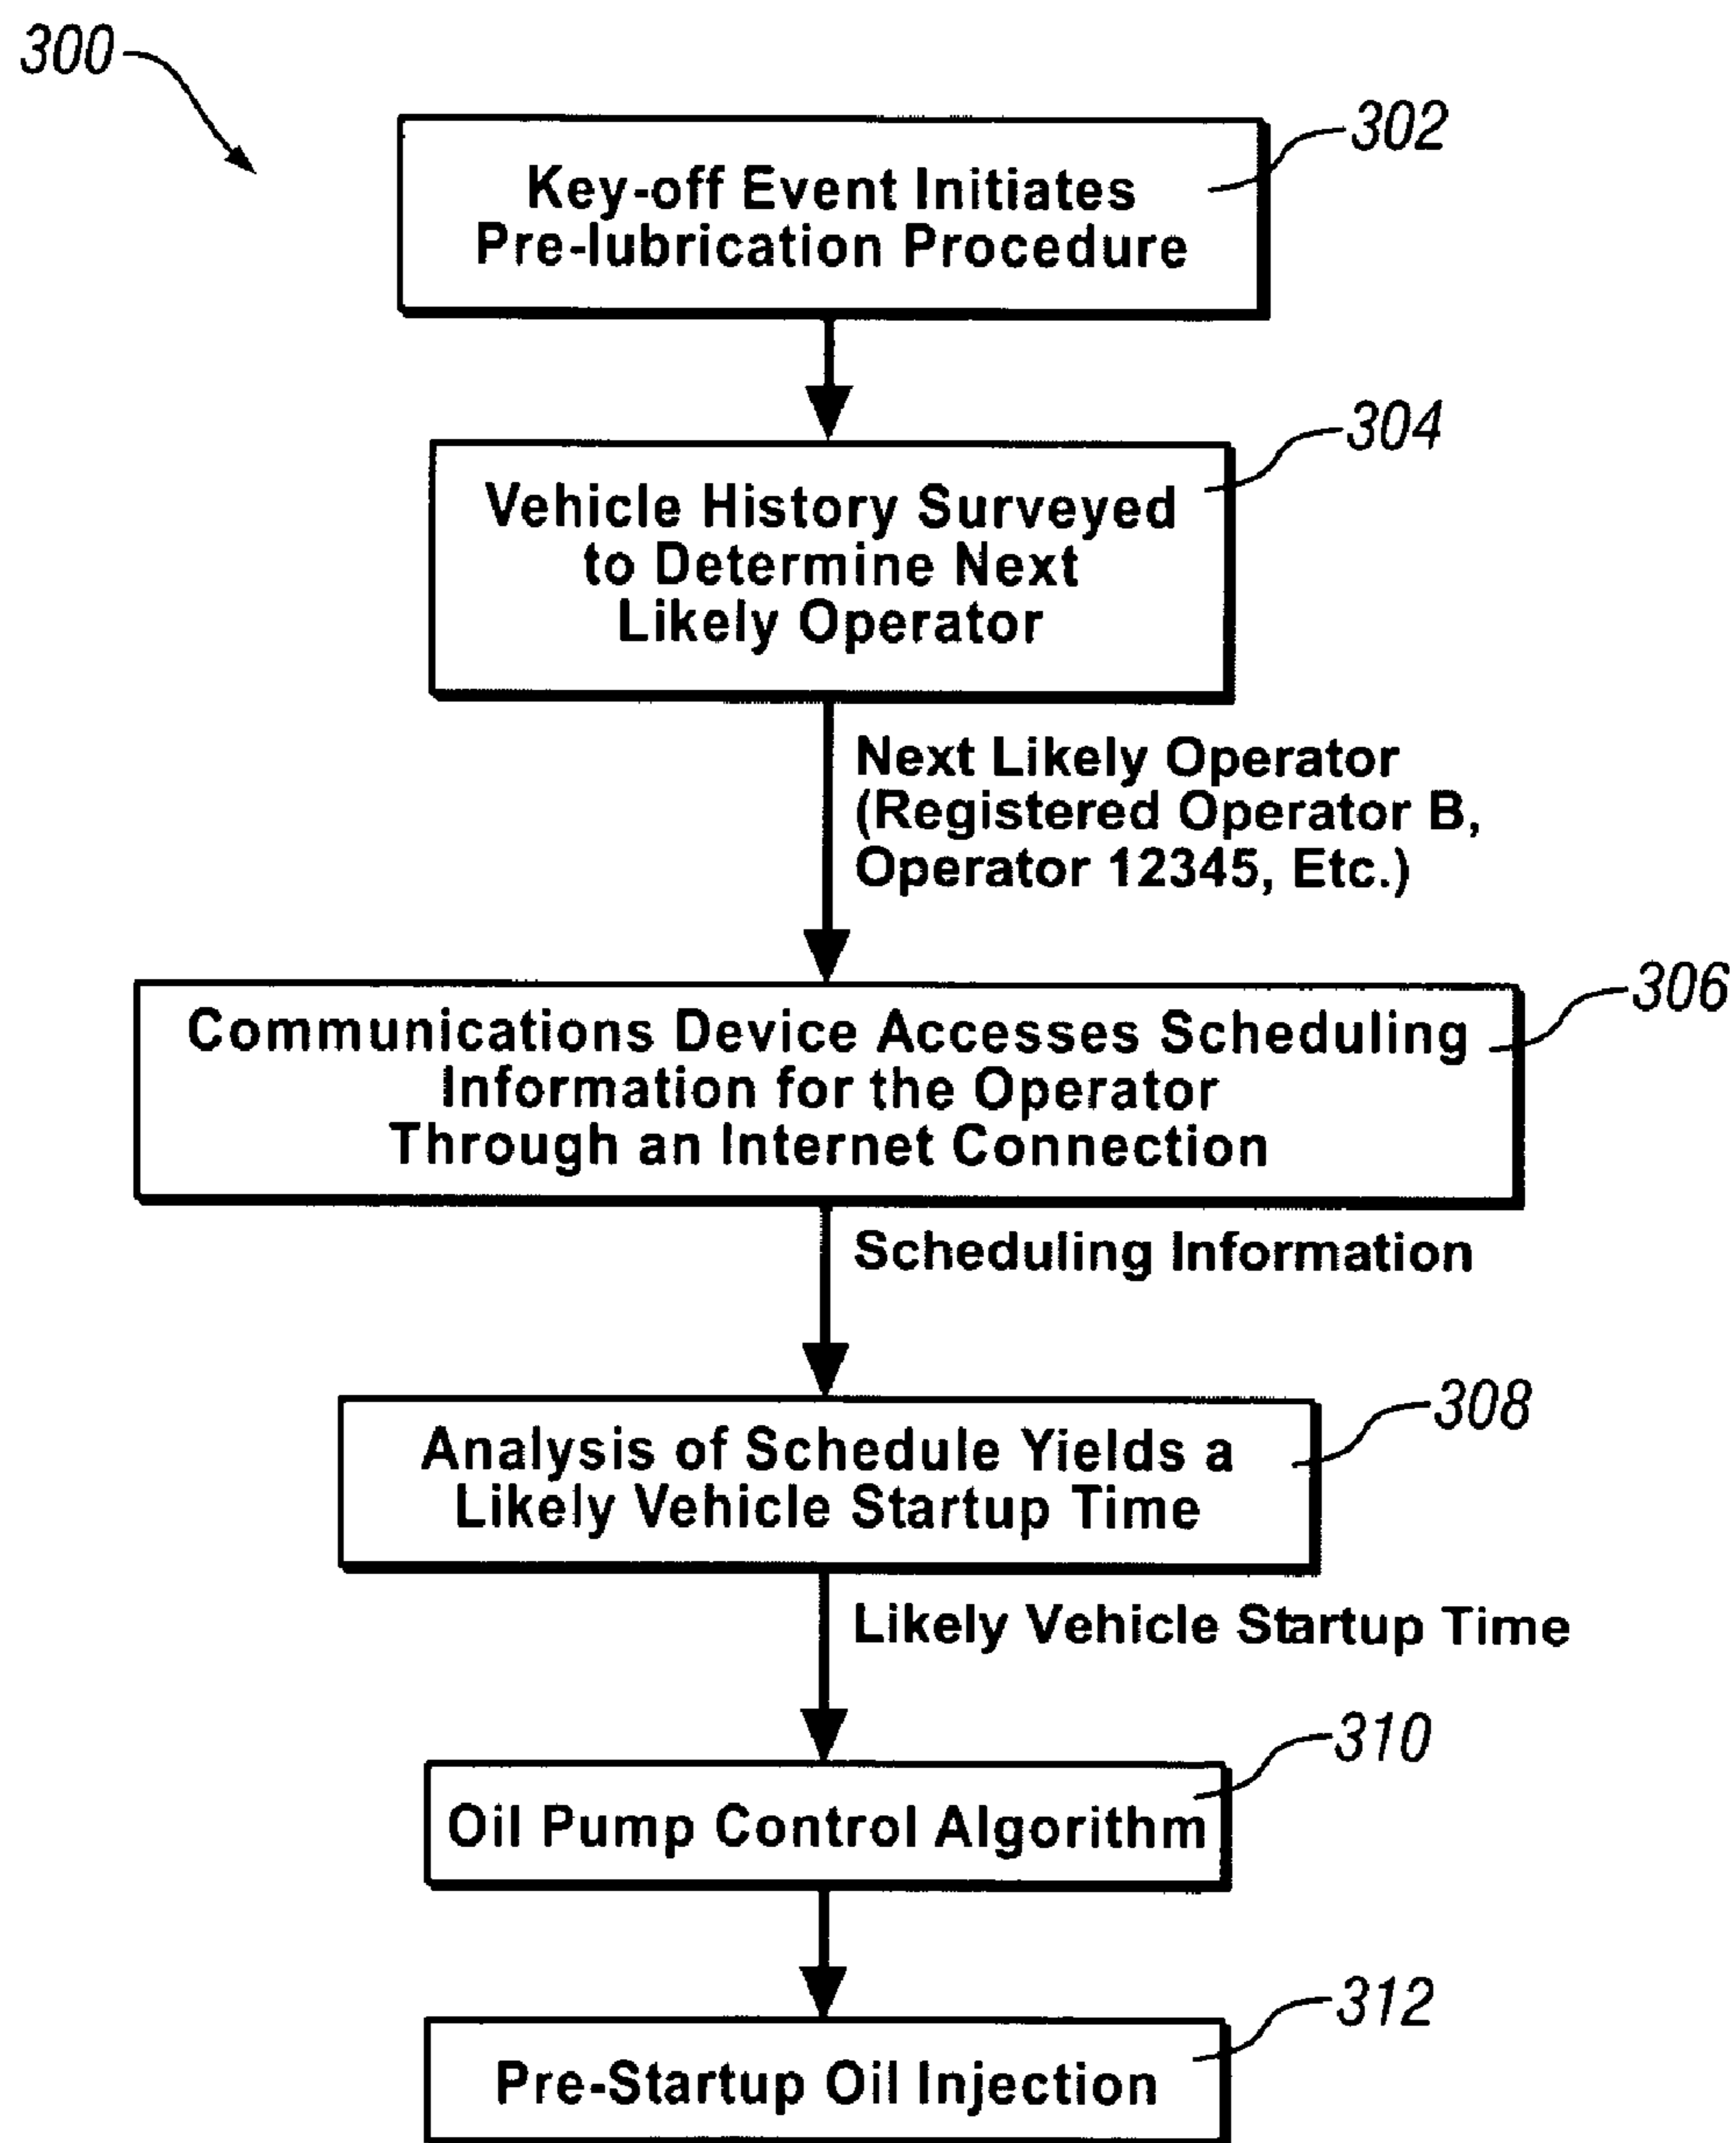 300
302
Key-off Event Initiates
Pre-lubrication Procedure
304
Vehicle History Surveyed
to Determine Next
Likely Operator
Next Likely Operator
(Registered Operator B,
Operator 12345, Etc.)
306
Communications Device Accesses Scheduling
Information for the Operator
Through an Internet Connection
Scheduling Information
308
Analysis of Schedule Yields a
Likely Vehicle Startup Time
Likely Vehicle Startup Time
310
Oil Pump Control Algorithm
312
Pre-Startup Oil Injection